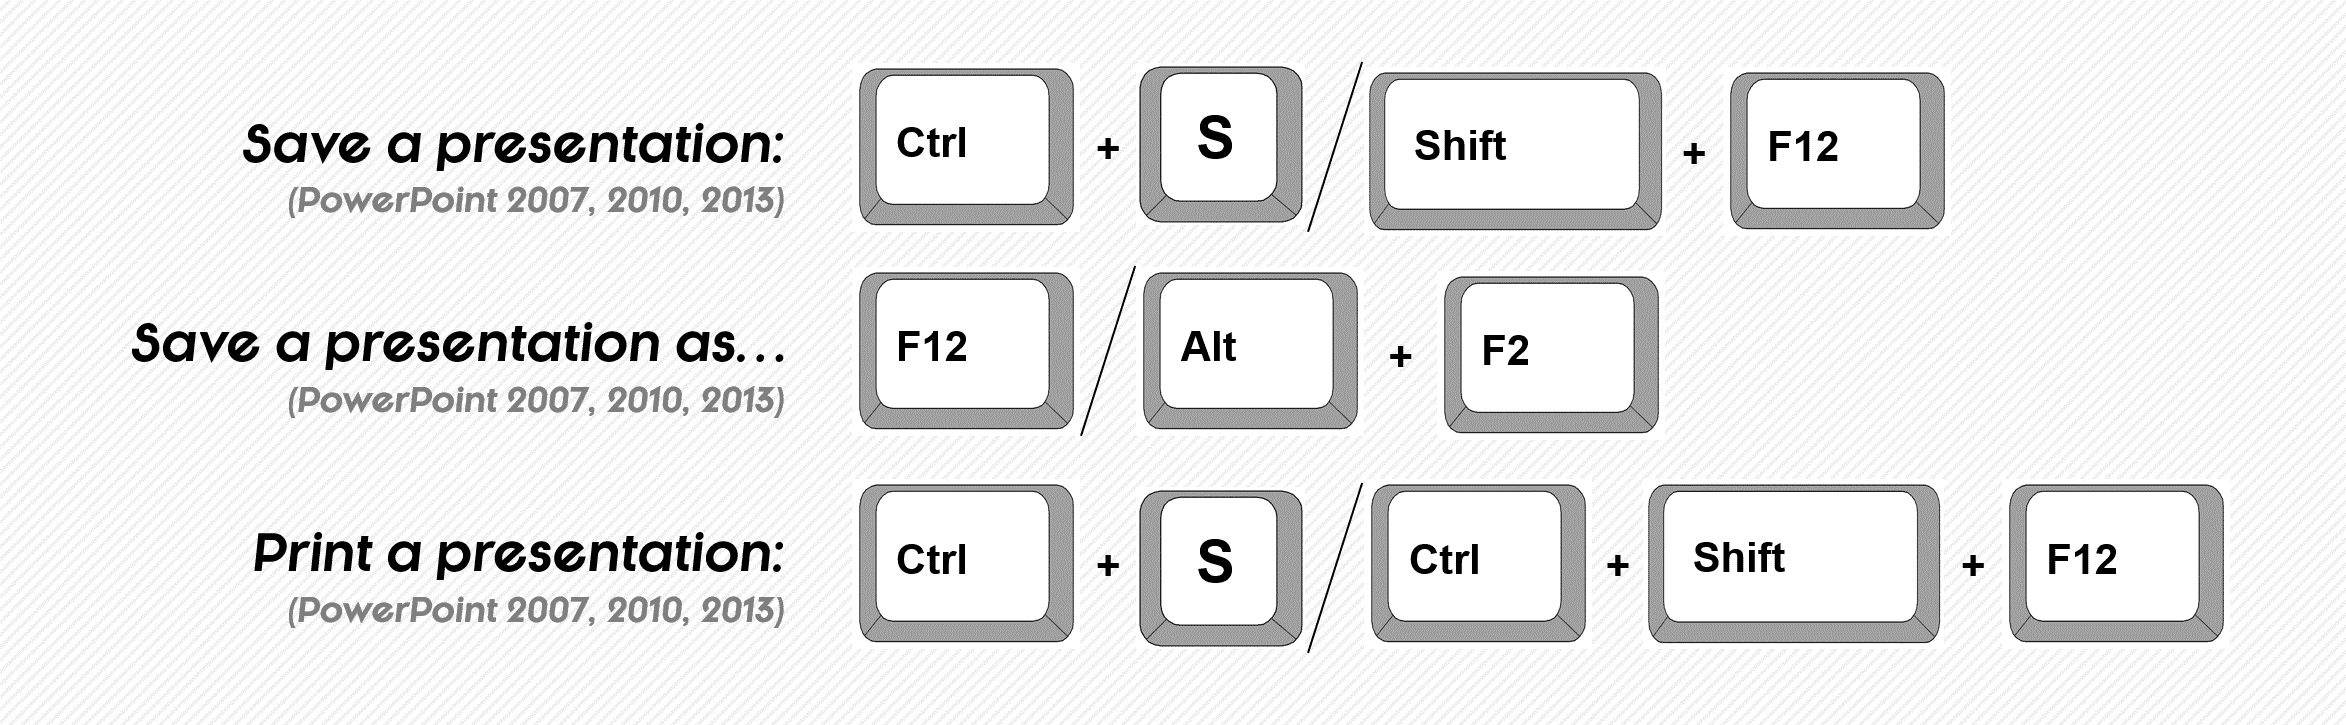 Save a presentation: Ctrl + S / Shift + F12
(PowerPoint 2007, 2010, 2013)
Save a presentation as... F12 / Alt + F2
(PowerPoint 2007, 2010, 2013)
Print a presentation: Ctrl + S / Ctrl + Shift + F12
(PowerPoint 2007, 2010, 2013)